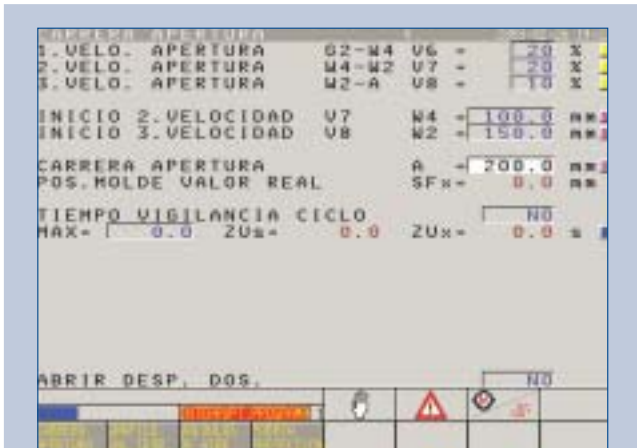 CARRERA APERTURA
1.VELO. APERTURA G2-W4 V6 = 20 %
2.VELO. APERTURA W4-W2 V7 = 20 %
3.VELO. APERTURA W2-A V8 = 10 %
INICIO 2.VELOCIDAD V7 W4 = 100.0 mm
INICIO 3.VELOCIDAD V8 W2 = 150.0 mm
CARRERA APERTURA A = 200.0 mm
POS.MOLDE VALOR REAL SFx= 0.0 mm
TIEMPO VIGILANCIA CICLO NO
MAX= 0.0 ZUs= 0.0 ZUx= 0.0 s
ABRIR DESP. DOS. NO